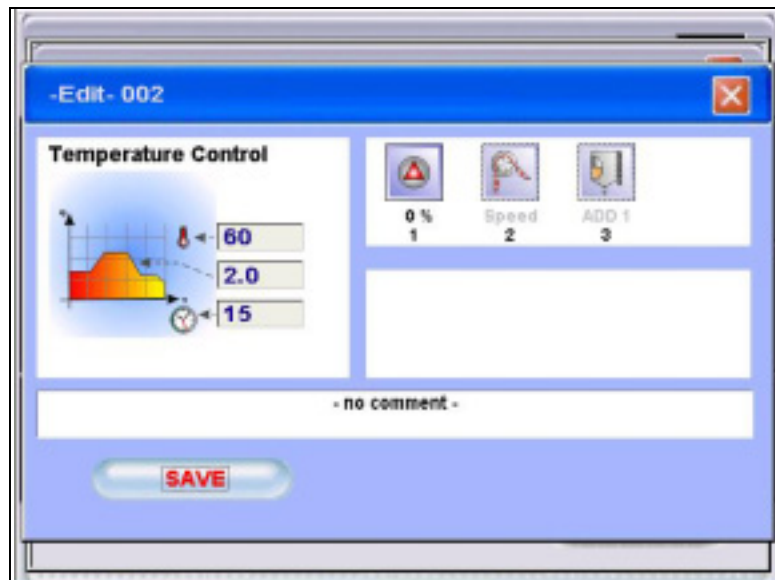 -Edit- 002
Temperature Control
60
2.0
15
0 % Speed ADD 1
1 2 3
- no comment -
SAVE